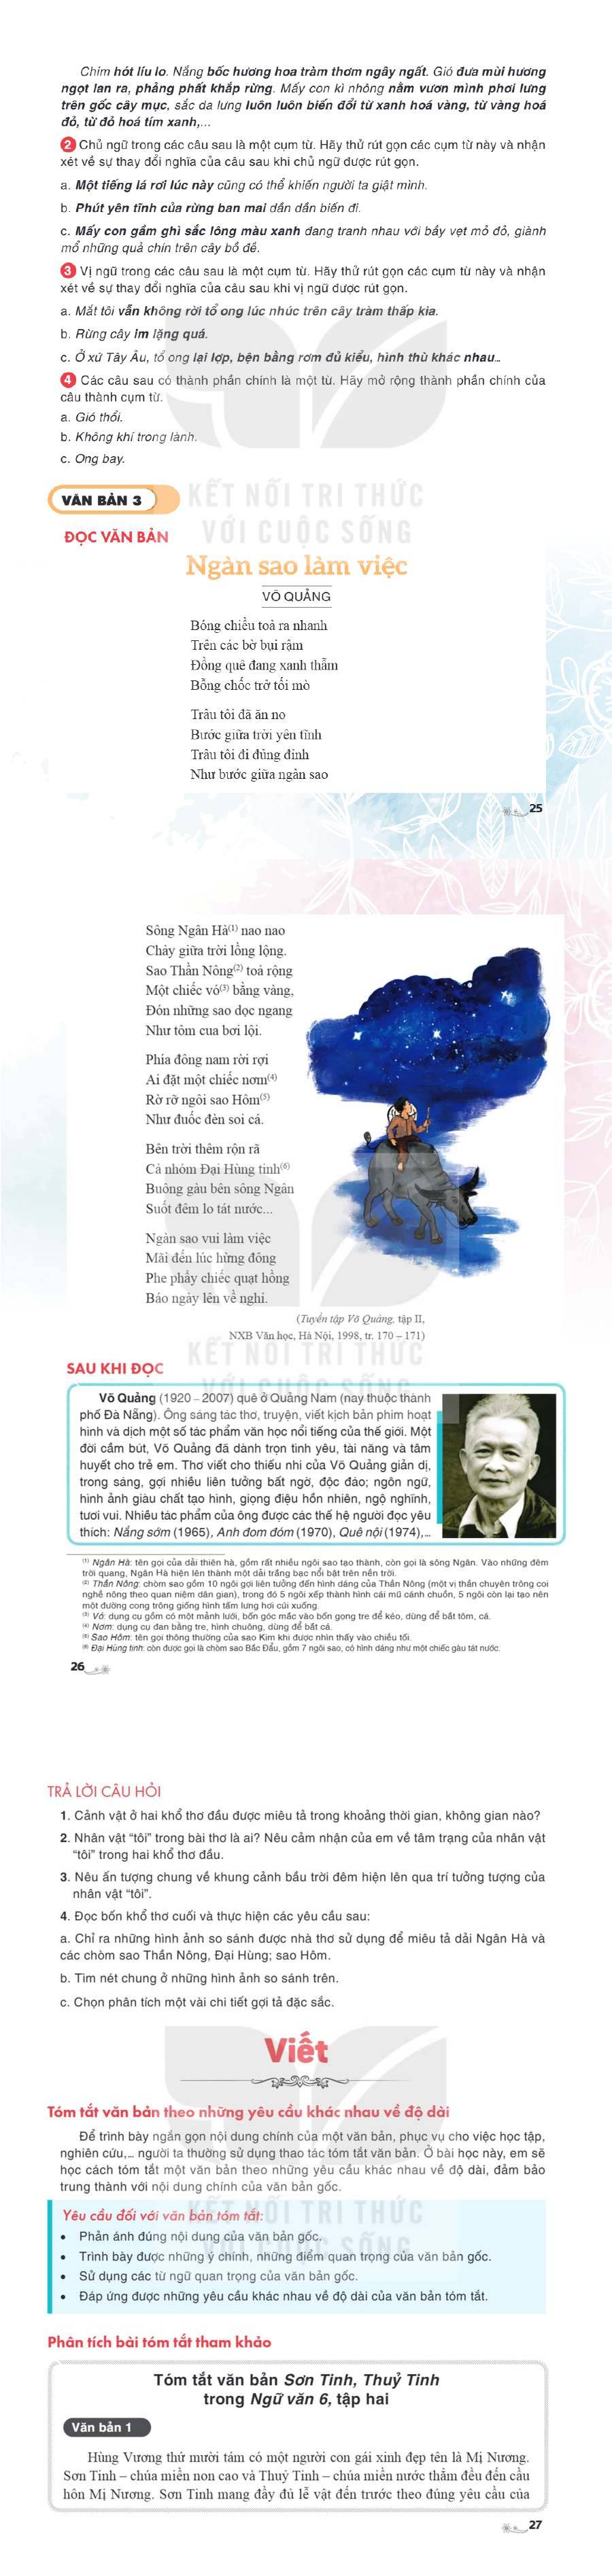 Chim hót líu lo. Nắng bốc hương hoa tràm thơm ngây ngất. Gió đưa mùi hương
ngọt lan ra, phảng phất khắp rừng. Mấy con kì nhông nằm vươn mình phơi lưng
trên gốc cây mục, sắc da lưng luôn luôn biến đổi từ xanh hoá vàng, từ vàng hoá
đỏ, từ đỏ hoá tím xanh,...
2 Chủ ngữ trong các câu sau là một cụm từ. Hãy thử rút gọn các cụm từ này và nhận
xét về sự thay đổi nghĩa của câu sau khi chủ ngữ được rút gọn.
a. Một tiếng lá rơi lúc này cũng có thể khiến người ta giật mình.
b. Phút yên tĩnh của rừng ban mai dần dần biến đi.
c. Mấy con gầm ghì sắc lông màu xanh đang tranh nhau với bầy vẹt mỏ đỏ, giành
mổ những quả chín trên cây bồ đề.
3 Vị ngữ trong các câu sau là một cụm từ. Hãy thử rút gọn các cụm từ này và nhận
xét về sự thay đổi nghĩa của câu sau khi vị ngữ được rút gọn.
a. Mắt tôi vẫn không rời tổ ong lúc nhúc trên cây tràm thấp kia.
b. Rừng cây im lặng quá.
c. Ở xứ Tây Âu, tổ ong lại lợp, bện bằng rơm đủ kiểu, hình thù khác nhau...
4 Các câu sau có thành phần chính là một từ. Hãy mở rộng thành phần chính của
câu thành cụm từ.
a. Gió thổi.
b. Không khí trong lành.
c. Ong bay.
VĂN BẢN 3
KẾT NỐI TRI THỨC
VỚI CUỘC SỐNG
ĐỌC VĂN BẢN
Ngàn sao làm việc
VÕ QUẢNG
Bóng chiều toả ra nhanh
Trên các bờ bụi rậm
Đồng quê đang xanh thẫm
Bỗng chốc trở tối mò
Trâu tôi đã ăn no
Bước giữa trời yên tĩnh
Trâu tôi đi đủng đỉnh
Như bước giữa ngàn sao
25
Sông Ngân Hà(1) nao nao
Chảy giữa trời lồng lộng.
Sao Thần Nông(2) toả rộng
Một chiếc vó(3) bằng vàng,
Đón những sao dọc ngang
Như tôm cua bơi lội.
Phía đông nam rời rợi
Ai đặt một chiếc nơm(4)
Rờ rỡ ngôi sao Hôm(5)
Như đuốc đèn soi cá.
Bên trời thêm rộn rã
Cả nhóm Đại Hùng tinh(6)
Buông gàu bên sông Ngân
Suốt đêm lo tát nước...
Ngàn sao vui làm việc
Mãi đến lúc hừng đông
Phe phẩy chiếc quạt hồng
Báo ngày lên về nghỉ.
(Tuyển tập Võ Quảng, tập II,
NXB Văn học, Hà Nội, 1998, tr. 170 – 171)
KẾT NỐI TRI THỨC
VỚI CUỘC SỐNG
SAU KHI ĐỌC
Võ Quảng (1920 – 2007) quê ở Quảng Nam (nay thuộc thành
phố Đà Nẵng). Ông sáng tác thơ, truyện, viết kịch bản phim hoạt
hình và dịch một số tác phẩm văn học nổi tiếng của thế giới. Một
đời cầm bút, Võ Quảng đã dành trọn tình yêu, tài năng và tâm
huyết cho trẻ em. Thơ viết cho thiếu nhi của Võ Quảng giản dị,
trong sáng, gợi nhiều liên tưởng bất ngờ, độc đáo; ngôn ngữ,
hình ảnh giàu chất tạo hình, giọng điệu hồn nhiên, ngộ nghĩnh,
tươi vui. Nhiều tác phẩm của ông được các thế hệ người đọc yêu
thích: Nắng sớm (1965), Anh đom đóm (1970), Quê nội (1974),...
(1) Ngân Hà: tên gọi của dải thiên hà, gồm rất nhiều ngôi sao tạo thành, còn gọi là sông Ngân. Vào những đêm
trời quang, Ngân Hà hiện lên thành một dải trắng bạc nổi bật trên nền trời.
(2) Thần Nông: chòm sao gồm 10 ngôi gợi liên tưởng đến hình dáng của Thần Nông (một vị thần chuyên trông coi
nghề nông theo quan niệm dân gian), trong đó 5 ngôi xếp thành hình cái mũ cánh chuồn, 5 ngôi còn lại tạo nên
một đường cong trông giống hình tấm lưng hơi cúi xuống.
(3) Vó: dụng cụ gồm có một mảnh lưới, bốn góc mắc vào bốn gọng tre để kéo, dùng để bắt tôm, cá.
(4) Nơm: dụng cụ đan bằng tre, hình chuông, dùng để bắt cá.
(5) Sao Hôm: tên gọi thông thường của sao Kim khi được nhìn thấy vào chiều tối.
(6) Đại Hùng tinh: còn được gọi là chòm sao Bắc Đẩu, gồm 7 ngôi sao, có hình dáng như một chiếc gàu tát nước.
26
TRẢ LỜI CÂU HỎI
1. Cảnh vật ở hai khổ thơ đầu được miêu tả trong khoảng thời gian, không gian nào?
2. Nhân vật “tôi” trong bài thơ là ai? Nêu cảm nhận của em về tâm trạng của nhân vật
“tôi” trong hai khổ thơ đầu.
3. Nêu ấn tượng chung về khung cảnh bầu trời đêm hiện lên qua trí tưởng tượng của
nhân vật “tôi”.
4. Đọc bốn khổ thơ cuối và thực hiện các yêu cầu sau:
a. Chỉ ra những hình ảnh so sánh được nhà thơ sử dụng để miêu tả dải Ngân Hà và
các chòm sao Thần Nông, Đại Hùng; sao Hôm.
b. Tìm nét chung ở những hình ảnh so sánh trên.
c. Chọn phân tích một vài chi tiết gợi tả đặc sắc.
Viết
Tóm tắt văn bản theo những yêu cầu khác nhau về độ dài
Để trình bày ngắn gọn nội dung chính của một văn bản, phục vụ cho việc học tập,
nghiên cứu,... người ta thường sử dụng thao tác tóm tắt văn bản. Ở bài học này, em sẽ
học cách tóm tắt một văn bản theo những yêu cầu khác nhau về độ dài, đảm bảo
trung thành với nội dung chính của văn bản gốc.
KẾT NỐI TRI THỨC
VỚI CUỘC SỐNG
Yêu cầu đối với văn bản tóm tắt:
• Phản ánh đúng nội dung của văn bản gốc.
• Trình bày được những ý chính, những điểm quan trọng của văn bản gốc.
• Sử dụng các từ ngữ quan trọng của văn bản gốc.
• Đáp ứng được những yêu cầu khác nhau về độ dài của văn bản tóm tắt.
Phân tích bài tóm tắt tham khảo
Tóm tắt văn bản Sơn Tinh, Thuỷ Tinh
trong Ngữ văn 6, tập hai
Văn bản 1
Hùng Vương thứ mười tám có một người con gái xinh đẹp tên là Mị Nương.
Sơn Tinh – chúa miền non cao và Thuỷ Tinh – chúa miền nước thẳm đều đến cầu
hôn Mị Nương. Sơn Tinh mang đầy đủ lễ vật đến trước theo đúng yêu cầu của
27